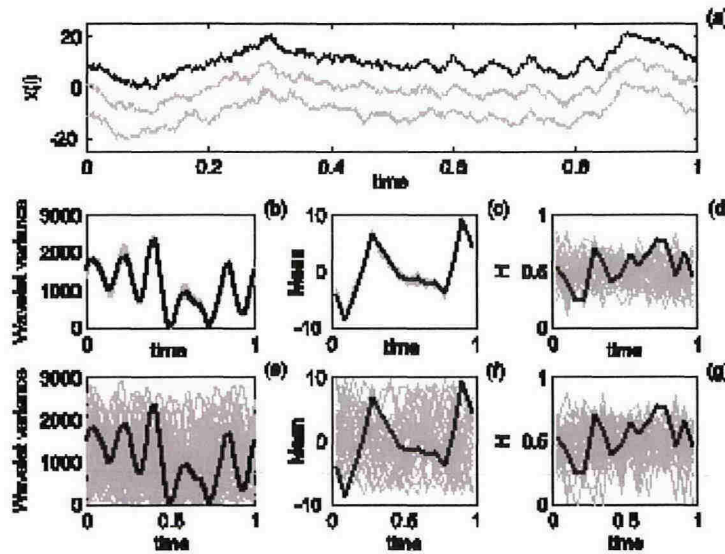 (a)
20
0
-20
X(i)
0 0.2 0.4 0.6 0.8 1
time
(b) (c) (d)
Wavelet variance
3000
2000
1000
0
0 time 1
Mean
10
0
-10
0 time 1
H
1
0.5
0
0 time 1
(e) (f) (g)
Wavelet variance
3000
2000
1000
0
0 0.5 1
time
Mean
10
0
-10
0 0.5 1
time
H
1
0.5
0
0 0.5 1
time